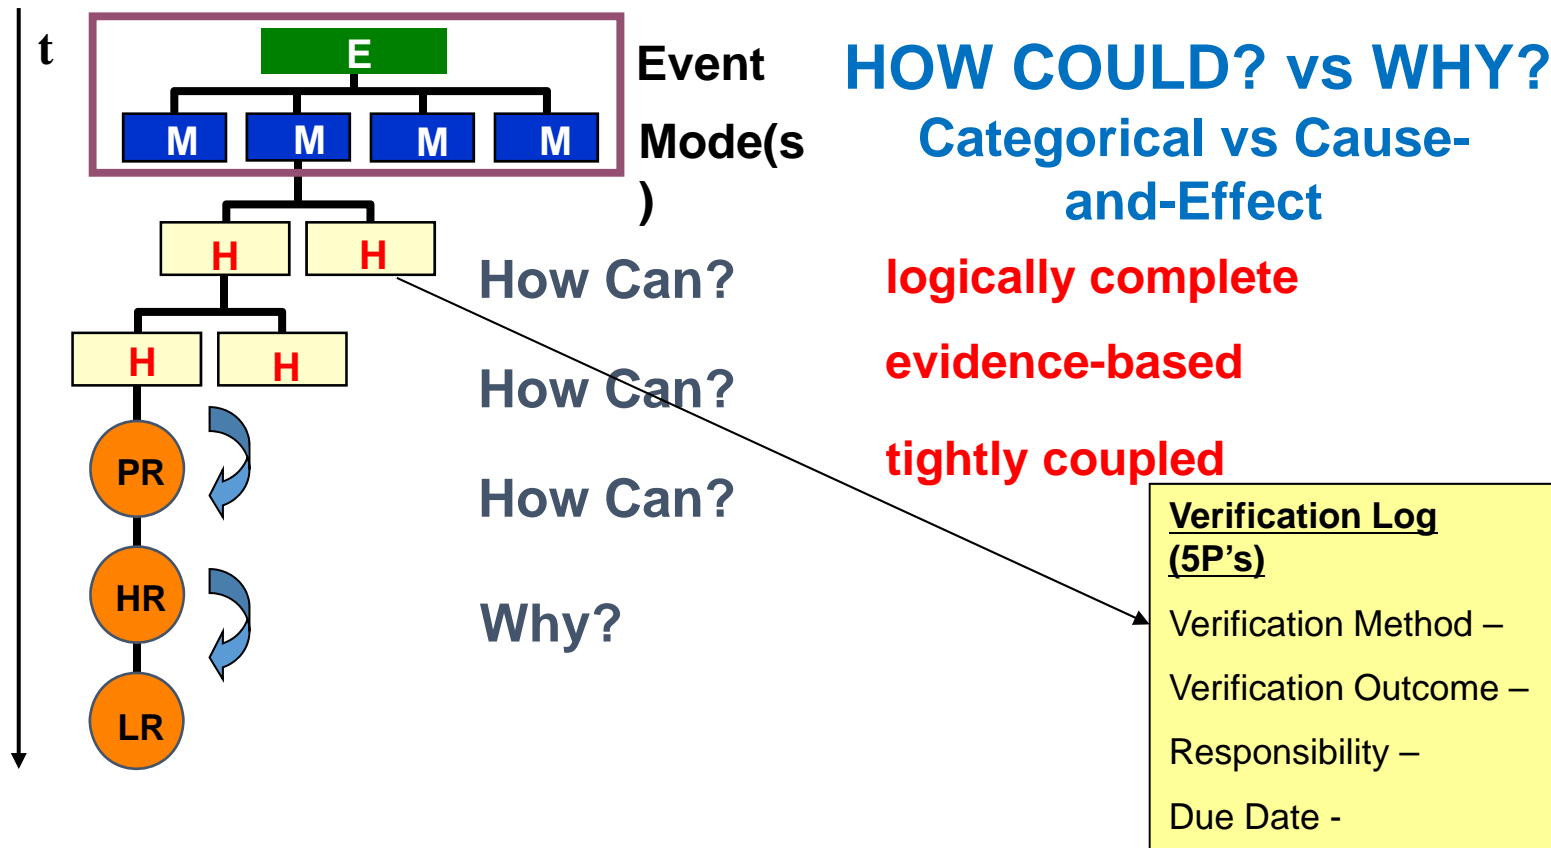 t
E
Event
HOW COULD? vs WHY?
M
M
M
M
Mode(s
)
Categorical vs Cause-
and-Effect
H
H
How Can?
logically complete
H
H
How Can?
evidence-based
PR
How Can?
tightly coupled
HR
Why?
LR
Verification Log
(5P’s)
Verification Method –
Verification Outcome –
Responsibility –
Due Date -